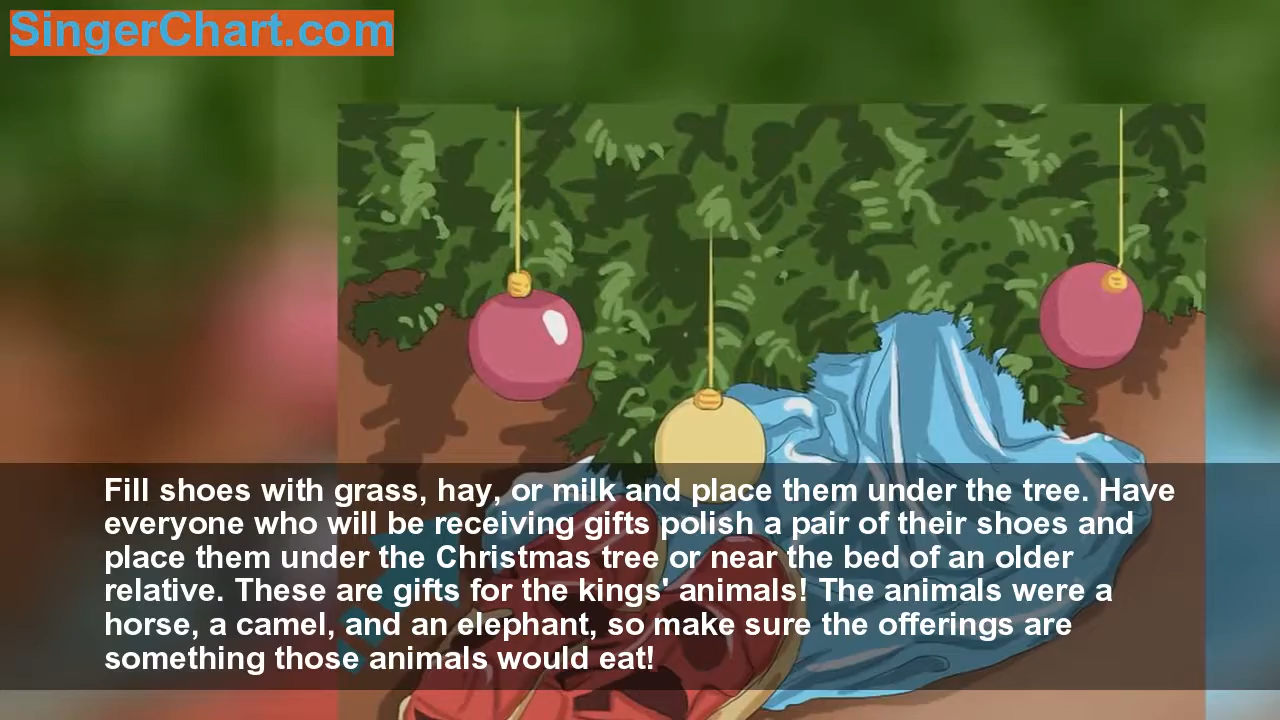 SingerChart.com
Fill shoes with grass, hay, or milk and place them under the tree. Have
everyone who will be receiving gifts polish a pair of their shoes and
place them under the Christmas tree or near the bed of an older
relative. These are gifts for the kings' animals! The animals were a
horse, a camel, and an elephant, so make sure the offerings are
something those animals would eat!